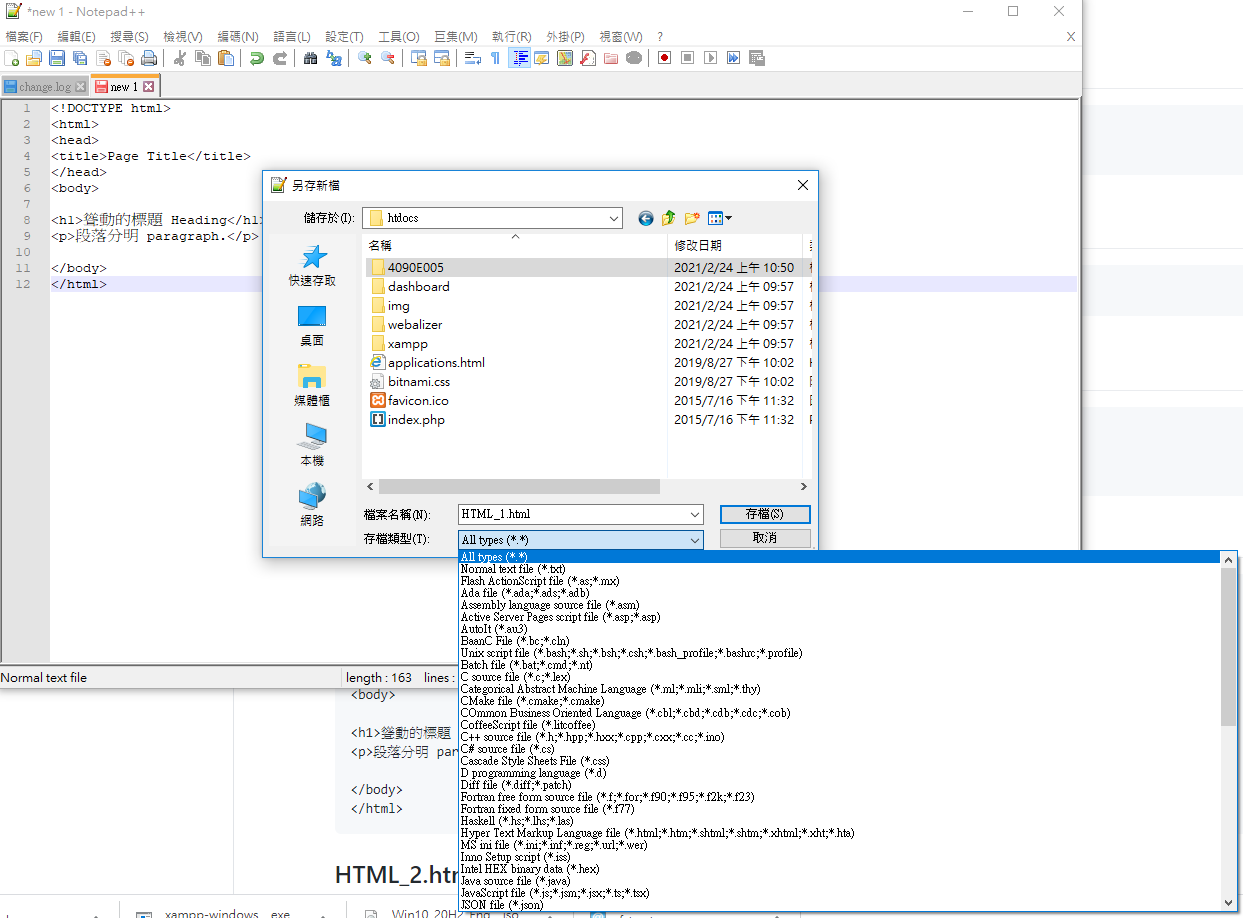 *new 1 - Notepad++
檔案(F) 編輯(E) 搜尋(S) 檢視(V) 編碼(N) 語言(L) 設定(T) 工具(O) 巨集(M) 執行(R) 外掛(P) 視窗(W) ? X
change.log new 1
1 <!DOCTYPE html>
2 <html>
3 <head>
4 <title>Page Title</title>
5 </head>
6 <body>
7
8 <h1>聳動的標題 Heading</h1
9 <p>段落分明 paragraph.</p>
10
11 </body>
12 </html>
另存新檔
儲存於(I): htdocs
快速存取
桌面
媒體櫃
本機
網路
名稱 修改日期
4090E005 2021/2/24 上午 10:50
dashboard 2021/2/24 上午 09:57
img 2021/2/24 上午 09:57
webalizer 2021/2/24 上午 09:57
xampp 2021/2/24 上午 09:57
applications.html 2019/8/27 下午 10:02
bitnami.css 2019/8/27 下午 10:02
favicon.ico 2015/7/16 下午 11:32
index.php 2015/7/16 下午 11:32
檔案名稱(N): HTML_1.html 存檔(S)
存檔類型(T): All types (*.*) 取消
All types (*.*)
Normal text file (*.txt)
Flash ActionScript file (*.as;*.mx)
Ada file (*.ada;*.ads;*.adb)
Assembly language source file (*.asm)
Active Server Pages script file (*.asp;*.asp)
AutoIt (*.au3)
BaanC File (*.bc;*.cln)
Unix script file (*.bash;*.sh;*.bsh;*.csh;*.bash_profile;*.bashrc;*.profile)
Batch file (*.bat;*.cmd;*.nt)
C source file (*.c;*.lex)
Categorical Abstract Machine Language (*.ml;*.mli;*.sml;*.thy)
CMake file (*.cmake;*.cmake)
COmmon Business Oriented Language (*.cbl;*.cbd;*.cdb;*.cdc;*.cob)
CoffeeScript file (*.litcoffee)
C++ source file (*.h;*.hpp;*.hxx;*.cpp;*.cxx;*.cc;*.ino)
C# source file (*.cs)
Cascade Style Sheets File (*.css)
D programming language (*.d)
Diff file (*.diff;*.patch)
Fortran free form source file (*.f;*.for;*.f90;*.f95;*.f2k;*.f23)
Fortran fixed form source file (*.f77)
Haskell (*.hs;*.lhs;*.las)
Hyper Text Markup Language file (*.html;*.htm;*.shtml;*.shtm;*.xhtml;*.xht;*.hta)
MS ini file (*.ini;*.inf;*.reg;*.url;*.wer)
Inno Setup script (*.iss)
Intel HEX binary data (*.hex)
Java source file (*.java)
JavaScript file (*.js;*.jsm;*.jsx;*.ts;*.tsx)
JSON file (*.json)
Normal text file length : 163 lines :
<body>
<h1>聳動的標題
<p>段落分明 par
</body>
</html>
HTML_2.htm
xampp-windows exe Win10_20H2_Eng iso